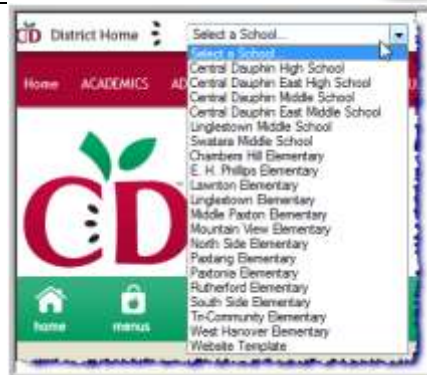 CD District Home Select a School...
Home ACADEMICS AD
Select a School
Central Dauphin High School
Central Dauphin East High School
Central Dauphin Middle School
Central Dauphin East Middle School
Linglestown Middle School
Swatara Middle School
Chambers Hill Elementary
E. H. Phillips Elementary
Lawnton Elementary
Linglestown Elementary
Middle Paxton Elementary
Mountain View Elementary
North Side Elementary
Paxtang Elementary
Paxtonia Elementary
Rutherford Elementary
South Side Elementary
Tri-Community Elementary
West Hanover Elementary
Website Template
CD
home menus